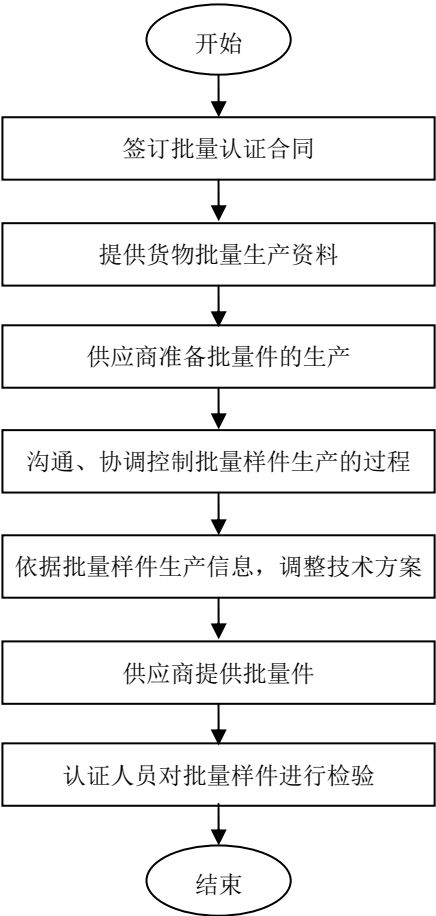 开始
签订批量认证合同
提供货物批量生产资料
供应商准备批量件的生产
沟通、协调控制批量样件生产的过程
依据批量样件生产信息，调整技术方案
供应商提供批量件
认证人员对批量样件进行检验
结束